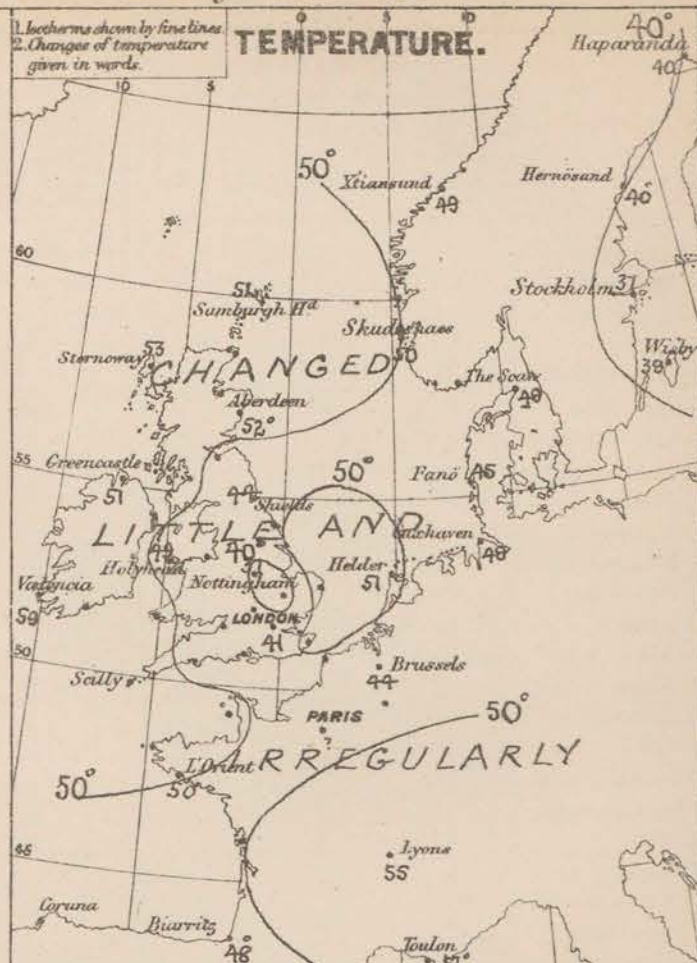 1. Isotherms shown by fine lines.
2. Changes of temperature
given in words.
TEMPERATURE.
0
10
40°
Haparanda
40
10
5
50°
Xtiansund
49
Hernösand
40°
60
51
Sumburgh Hd
Stockholm
37
Skudesnaes
50
Stornoway
53
CHANGED
The Scaw
49
Wisby
39
Aberdeen
52°
55
Greencastle
51
50°
Fanö
45
44
Shields
LITTLE AND
Cuxhaven
48
Holyhead
40°
Nottingham
Helder
51
Valencia
59
LONDON
41
50
Scilly
Brussels
44
PARIS
50°
L'Orient
50
IRREGULARLY
50°
45
Lyons
55
Coruna
Biarritz
48°
Toulon